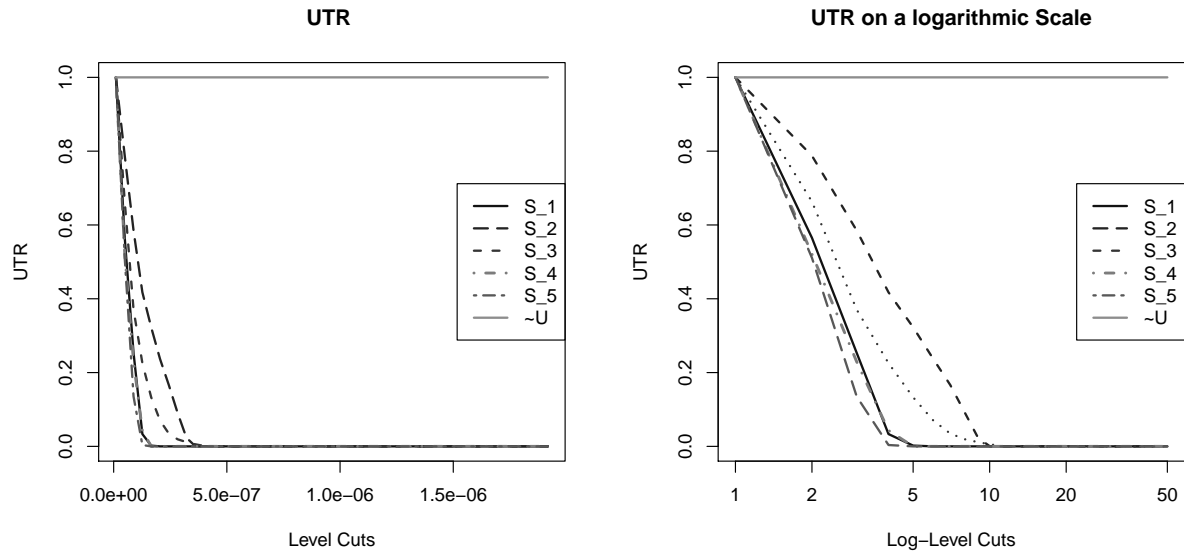 UTR
1.0
0.8
0.6
0.4
0.2
0.0
UTR
0.0e+00 5.0e-07 1.0e-06 1.5e-06
Level Cuts
S_1
S_2
S_3
S_4
S_5
~U
UTR on a logarithmic Scale
1.0
0.8
0.6
0.4
0.2
0.0
UTR
1 2 5 10 20 50
Log−Level Cuts
S_1
S_2
S_3
S_4
S_5
~U